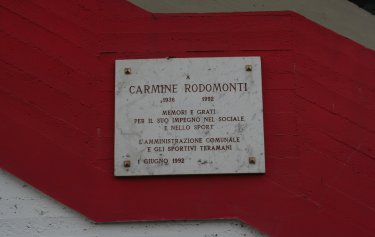 A
CARMINE RODOMONTI
1936 1992
MEMORI E GRATI
PER IL SUO IMPEGNO NEL SOCIALE
E NELLO SPORT
L'AMMINISTRAZIONE COMUNALE
E GLI SPORTIVI TERAMANI
1 GIUGNO 1992